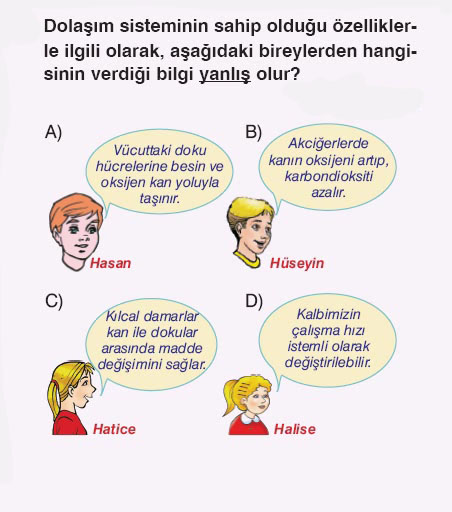 Dolaşım sisteminin sahip olduğu özellikler-
le ilgili olarak, aşağıdaki bireylerden hangi-
sinin verdiği bilgi yanlış olur?
A)
Vücuttaki doku
hücrelerine besin ve
oksijen kan yoluyla
taşınır.
Hasan
B)
Akciğerlerde
kanın oksijeni artıp,
karbondioksiti
azalır.
Hüseyin
C)
Kılcal damarlar
kan ile dokular
arasında madde
değişimini sağlar.
Hatice
D)
Kalbimizin
çalışma hızı
istemli olarak
değiştirilebilir.
Halise